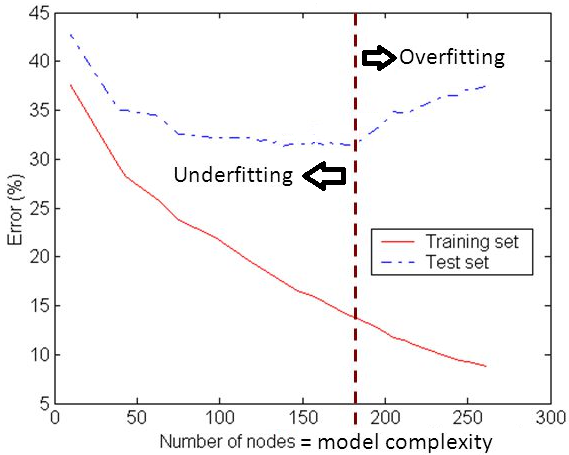 45
40
35
30
25
20
15
10
5
Error (%)
Overfitting
Underfitting
Training set
Test set
0
50
100
150
200
250
300
Number of nodes = model complexity